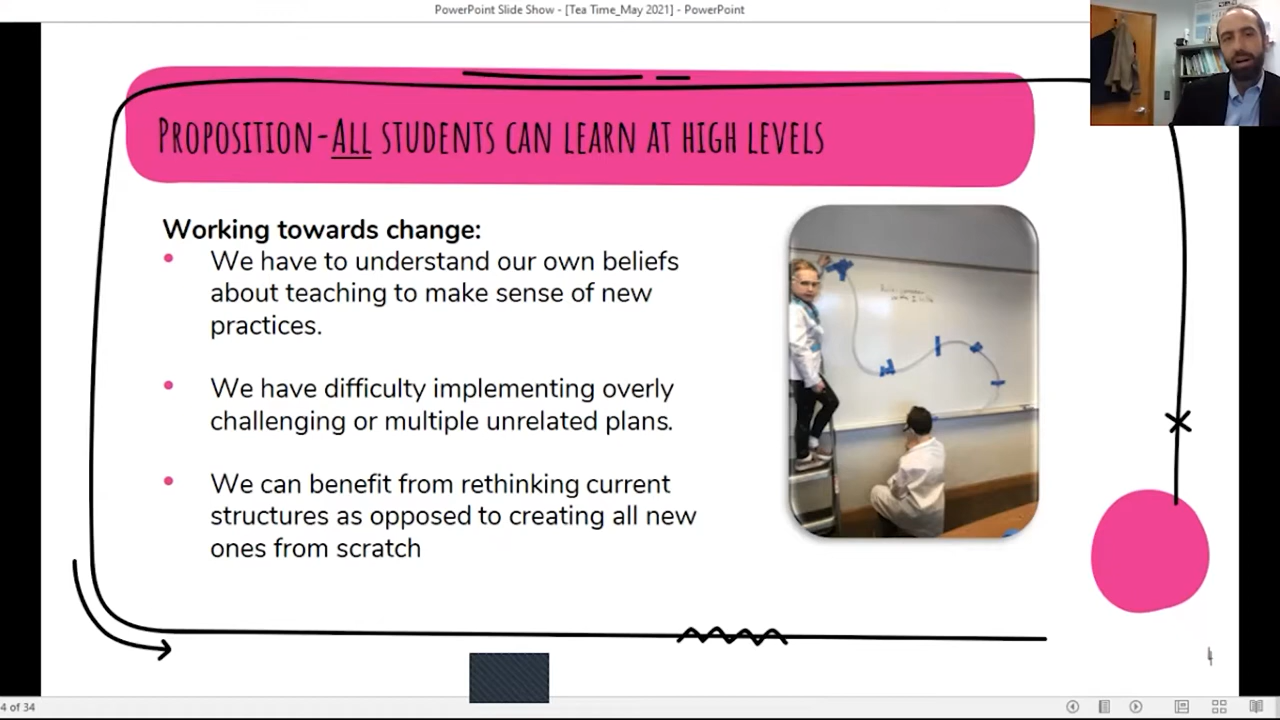 PowerPoint Slide Show - [Tea Time_May 2021] - PowerPoint
Proposition-All students can learn at high levels
Working towards change:
• We have to understand our own beliefs
about teaching to make sense of new
practices.
• We have difficulty implementing overly
challenging or multiple unrelated plans.
• We can benefit from rethinking current
structures as opposed to creating all new
ones from scratch
4 of 34